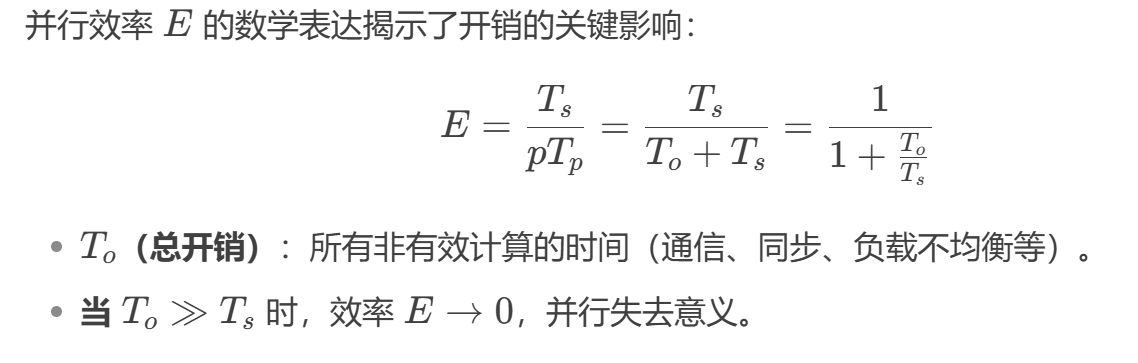 并行效率 E 的数学表达揭示了开销的关键影响：
E = \frac{T_s}{pT_p} = \frac{T_s}{T_o + T_s} = \frac{1}{1 + \frac{T_o}{T_s}}
• T_o（总开销）：所有非有效计算的时间（通信、同步、负载不均衡等）。
• 当 T_o ≫ T_s 时，效率 E → 0，并行失去意义。